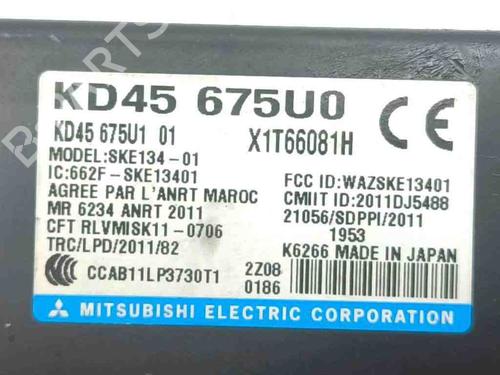 KD45 675U0
KD45 675U1 01 X1T66081H
MODEL:SKE134-01
IC:662F-SKE13401 FCC ID:WAZSKE13401
AGREE PAR L'ANRT MAROC CMIIT ID:2011DJ5488
MR 6234 ANRT 2011 21056/SDPPI/2011
CFT RLVMISK11-0706 1953
TRC/LPD/2011/82 K6266 MADE IN JAPAN
CCAB11LP3730T1 2Z08
0186
MITSUBISHI ELECTRIC CORPORATION